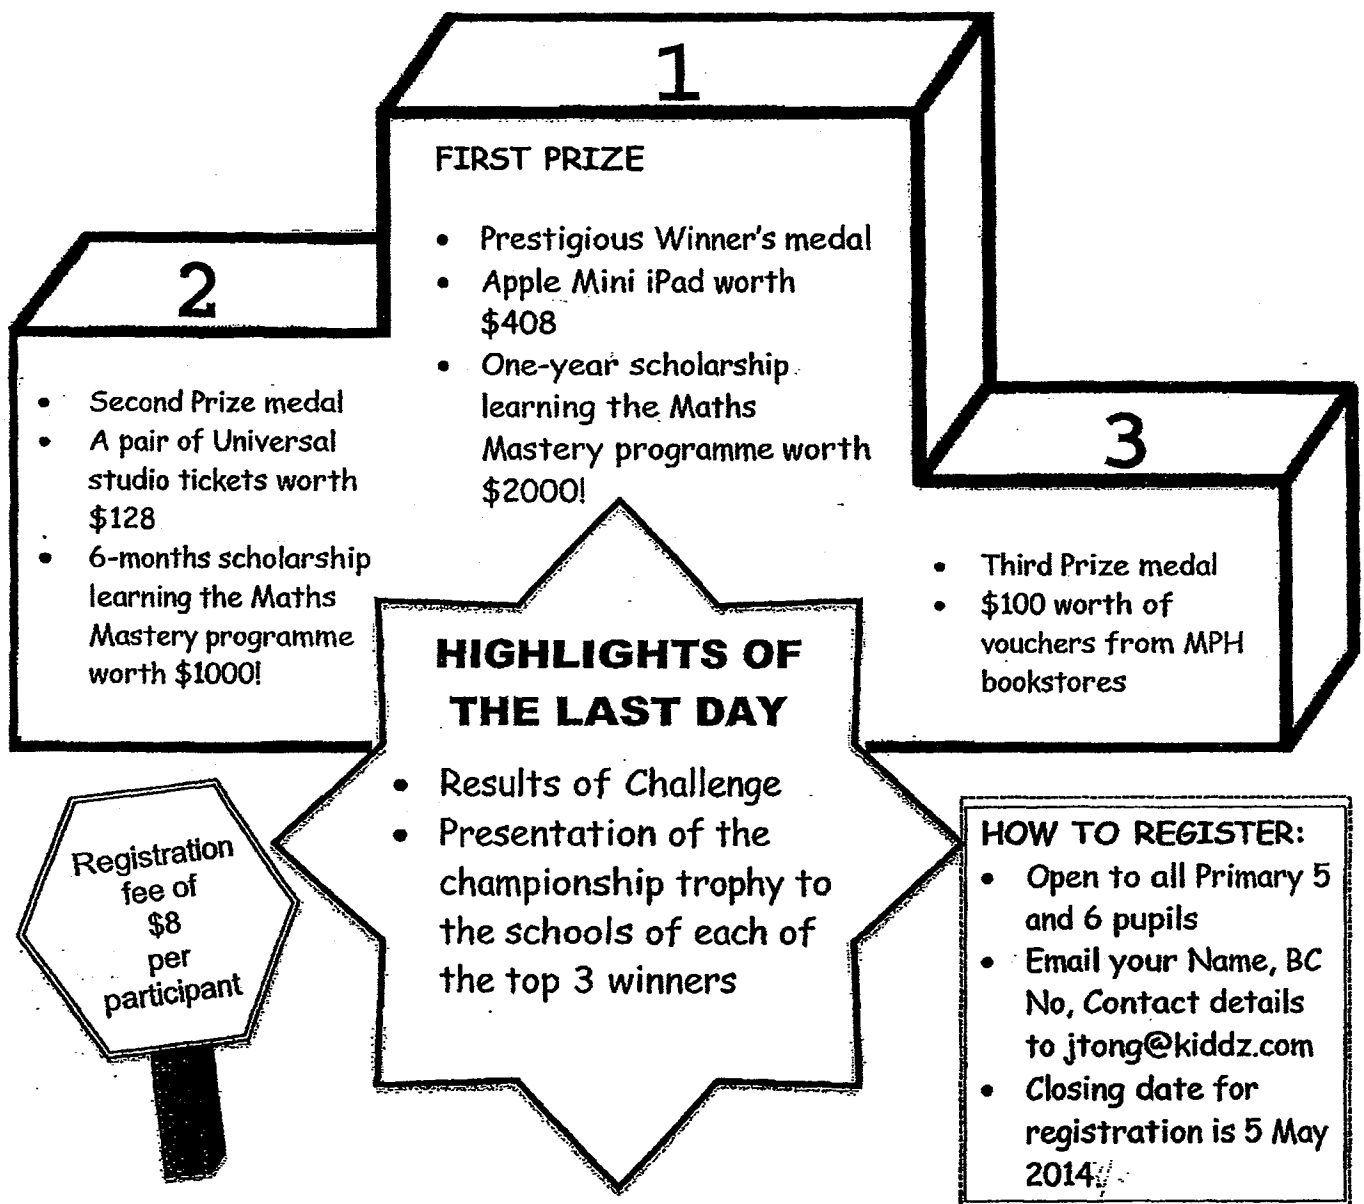 1
FIRST PRIZE
• Prestigious Winner's medal
• Apple Mini iPad worth
$408
• One-year scholarship
learning the Maths
Mastery programme worth
$2000!
2
• Second Prize medal
• A pair of Universal
studio tickets worth
$128
• 6-months scholarship
learning the Maths
Mastery programme
worth $1000!
3
• Third Prize medal
• $100 worth of
vouchers from MPH
bookstores
HIGHLIGHTS OF
THE LAST DAY
• Results of Challenge
• Presentation of the
championship trophy to
the schools of each of
the top 3 winners
Registration
fee of
$8
per
participant
HOW TO REGISTER:
• Open to all Primary 5
and 6 pupils
• Email your Name, BC
No, Contact details
to jtong@kiddz.com
• Closing date for
registration is 5 May
2014